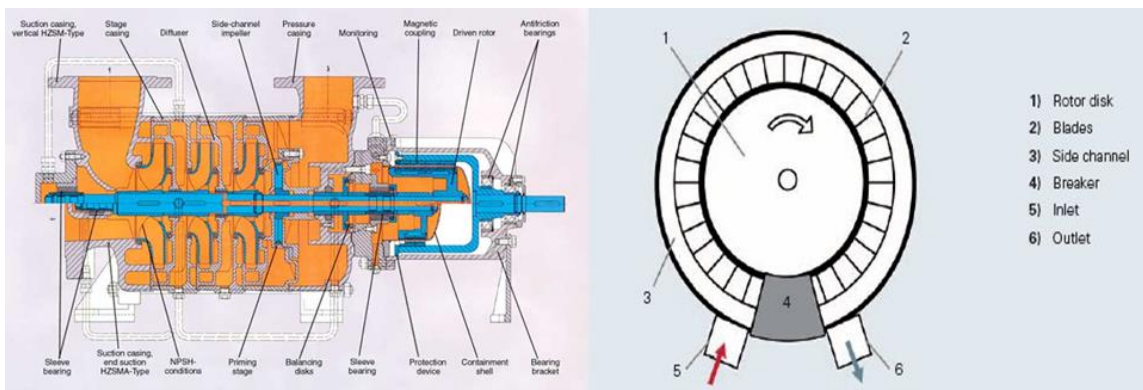 Suction casing,
vertical HZSM-Type
Stage
casing
Diffuser
Side-channel
impeller
Pressure
casing
Monitoring
Magnetic
coupling
Driven rotor
Antifriction
bearings
Sleeve
bearing
Suction casing,
end suction
HZSMA-Type
NPSH-
conditions
Priming
stage
Balancing
disks
Sleeve
bearing
Protection
device
Containment
shell
Bearing
bracket
1
2
3
4
5
6
1) Rotor disk
2) Blades
3) Side channel
4) Breaker
5) Inlet
6) Outlet